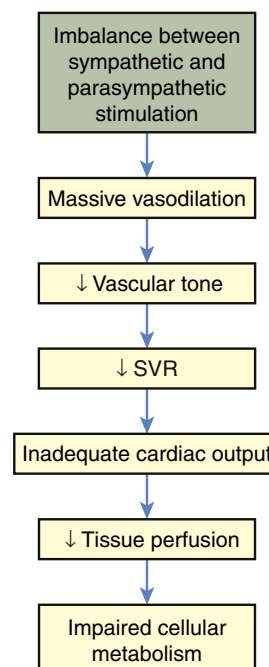 Imbalance between
sympathetic and
parasympathetic
stimulation
Massive vasodilation
↓ Vascular tone
↓ SVR
Inadequate cardiac output
↓ Tissue perfusion
Impaired cellular
metabolism